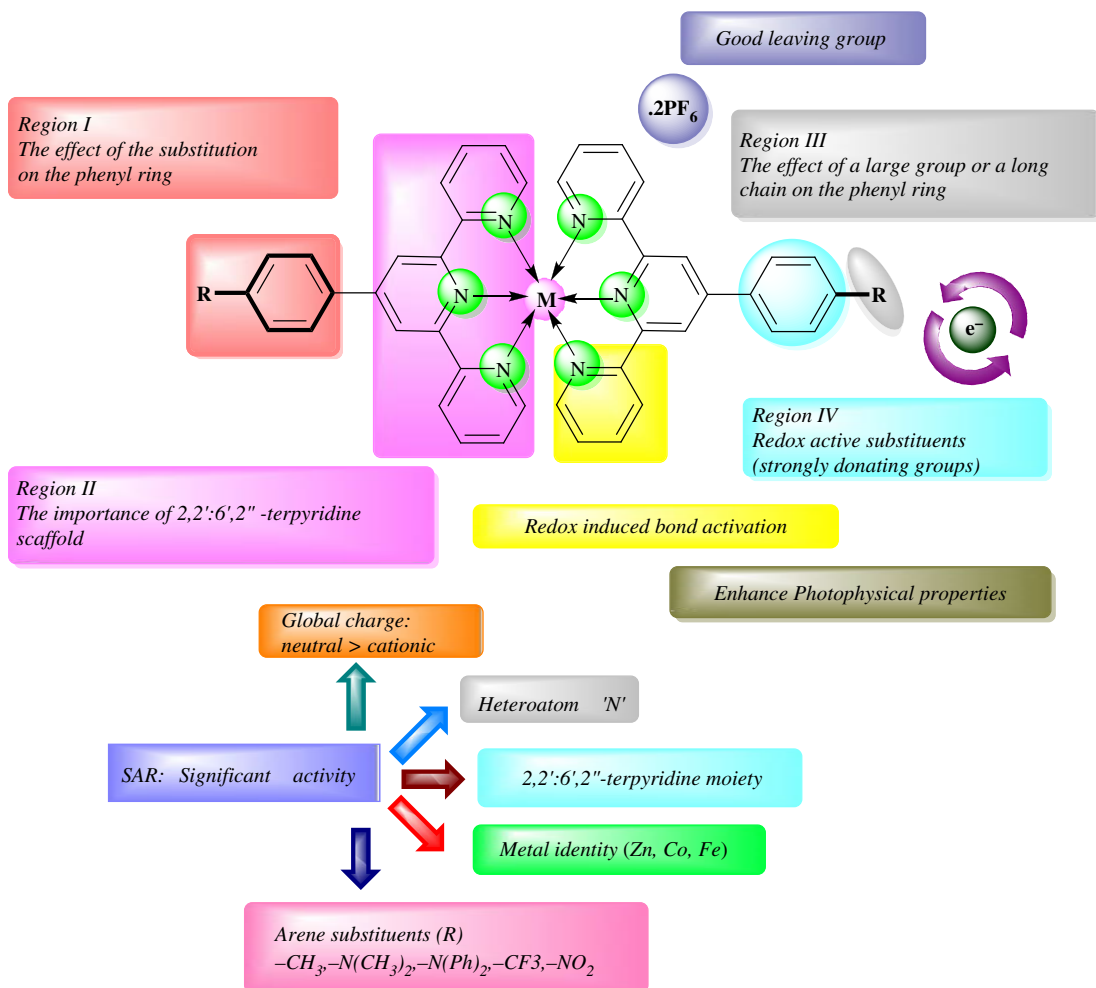 Good leaving group
.2PF6
Region I
The effect of the substitution
on the phenyl ring
Region III
The effect of a large group or a long
chain on the phenyl ring
N
N
R
N
M
N
R
e–
N
N
Region IV
Redox active substituents
(strongly donating groups)
Region II
The importance of 2,2':6',2" -terpyridine
scaffold
Redox induced bond activation
Enhance Photophysical properties
Global charge:
neutral > cationic
Heteroatom 'N'
SAR: Significant activity
2,2':6',2"-terpyridine moiety
Metal identity (Zn, Co, Fe)
Arene substituents (R)
–CH3,–N(CH3)2,–N(Ph)2,–CF3,–NO2